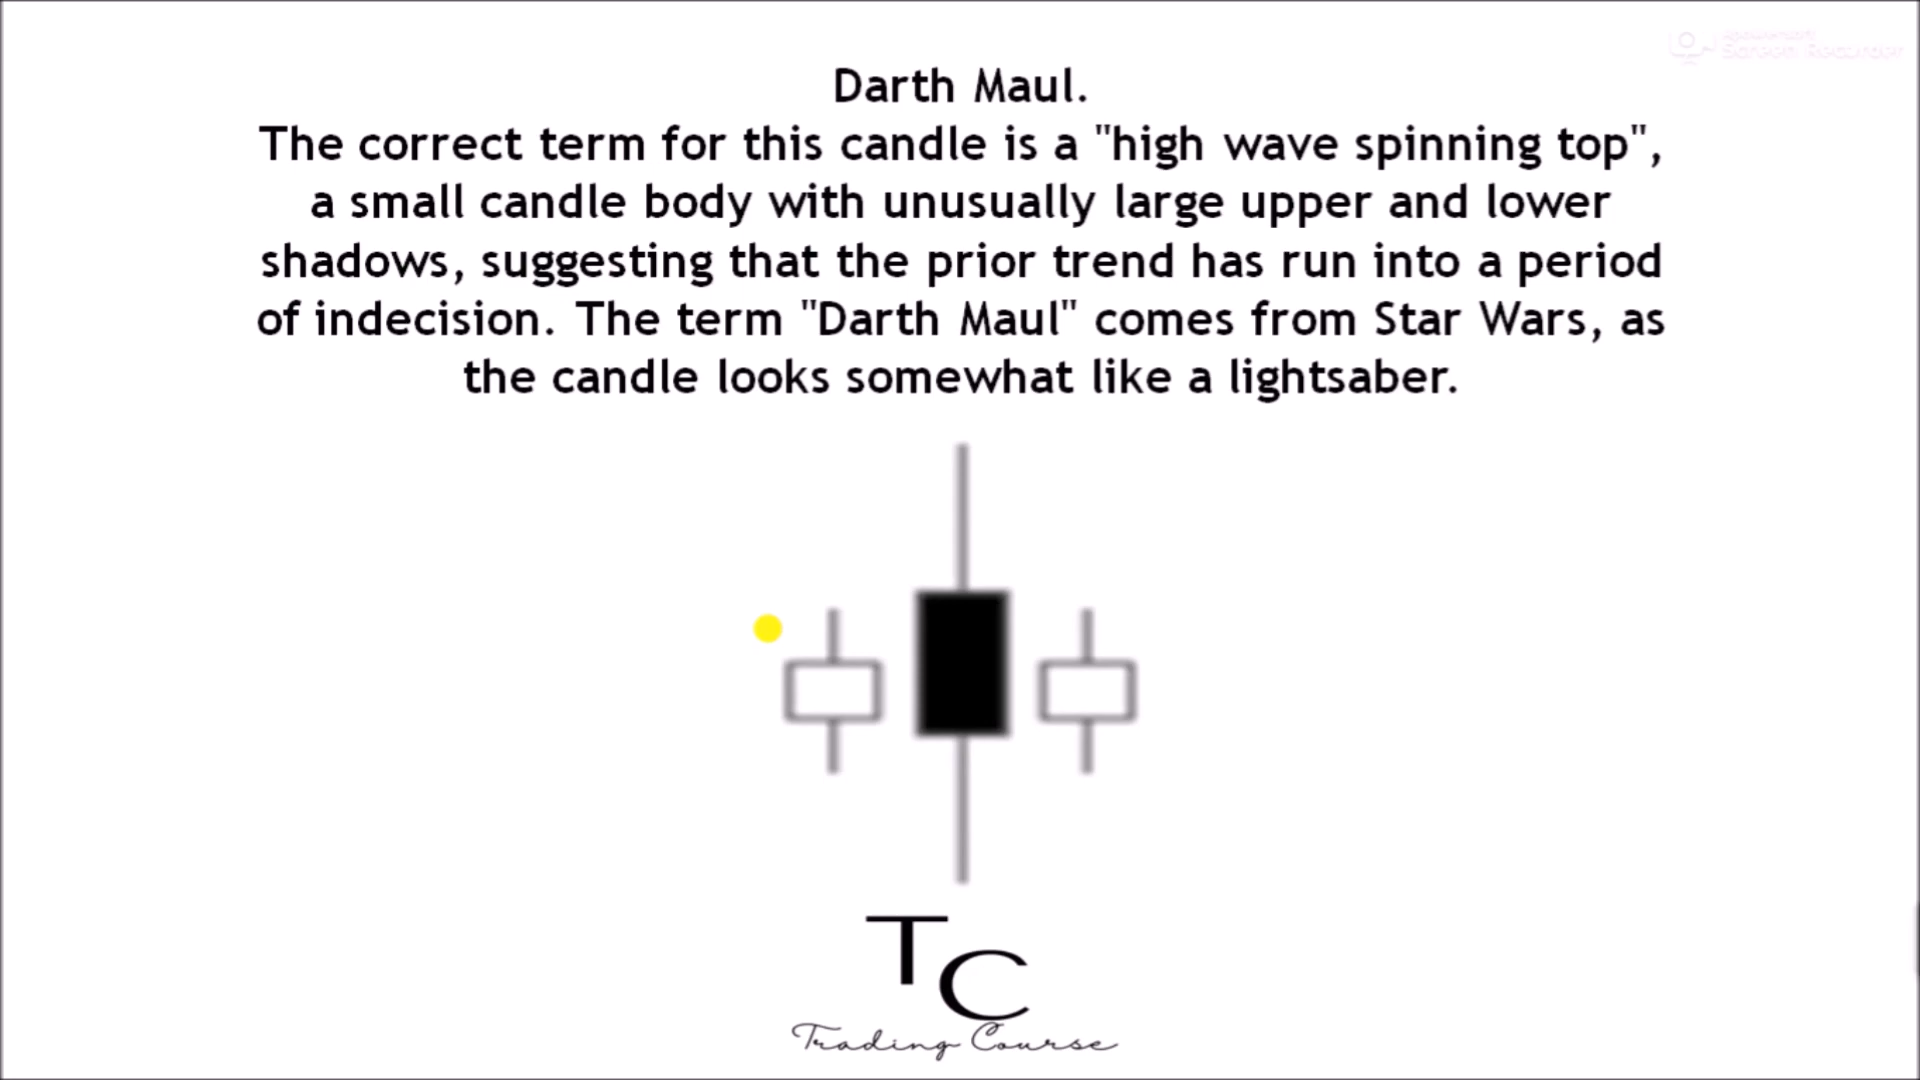 Screen Recorder
Darth Maul.
The correct term for this candle is a "high wave spinning top",
a small candle body with unusually large upper and lower
shadows, suggesting that the prior trend has run into a period
of indecision. The term "Darth Maul" comes from Star Wars, as
the candle looks somewhat like a lightsaber.
TC
Trading Course